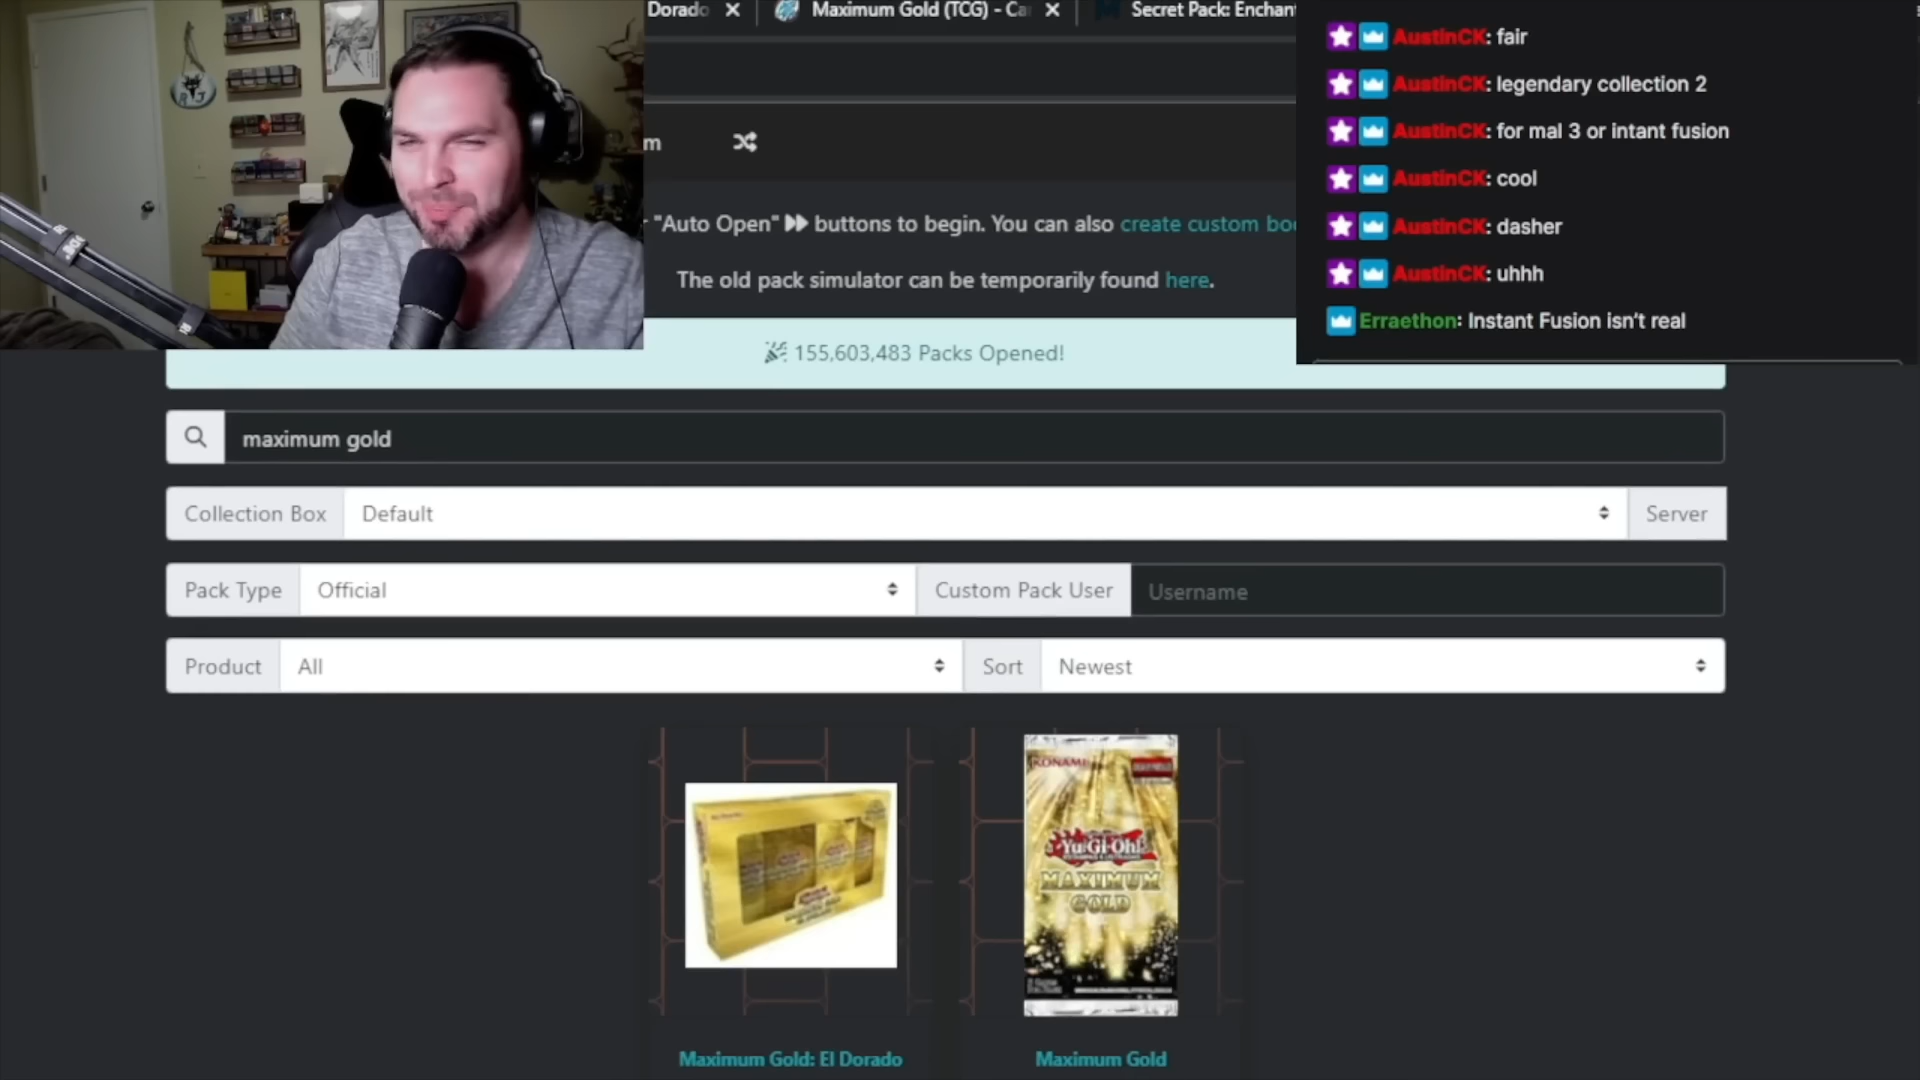 Dorado
Maximum Gold (TCG) - Ca
Secret Pack: Enchan
m
"Auto Open" buttons to begin. You can also create custom boo
The old pack simulator can be temporarily found here.
155,603,483 Packs Opened!
AustinCK: fair
AustinCK: legendary collection 2
AustinCK: for mal 3 or intant fusion
AustinCK: cool
AustinCK: dasher
AustinCK: uhhh
Erraethon: Instant Fusion isn't real
maximum gold
Collection Box
Default
Server
Pack Type
Official
Custom Pack User
Username
Product
All
Sort
Newest
KONAMI
Yu-Gi-Oh!
MAXIMUM
GOLD
Maximum Gold: El Dorado
Maximum Gold